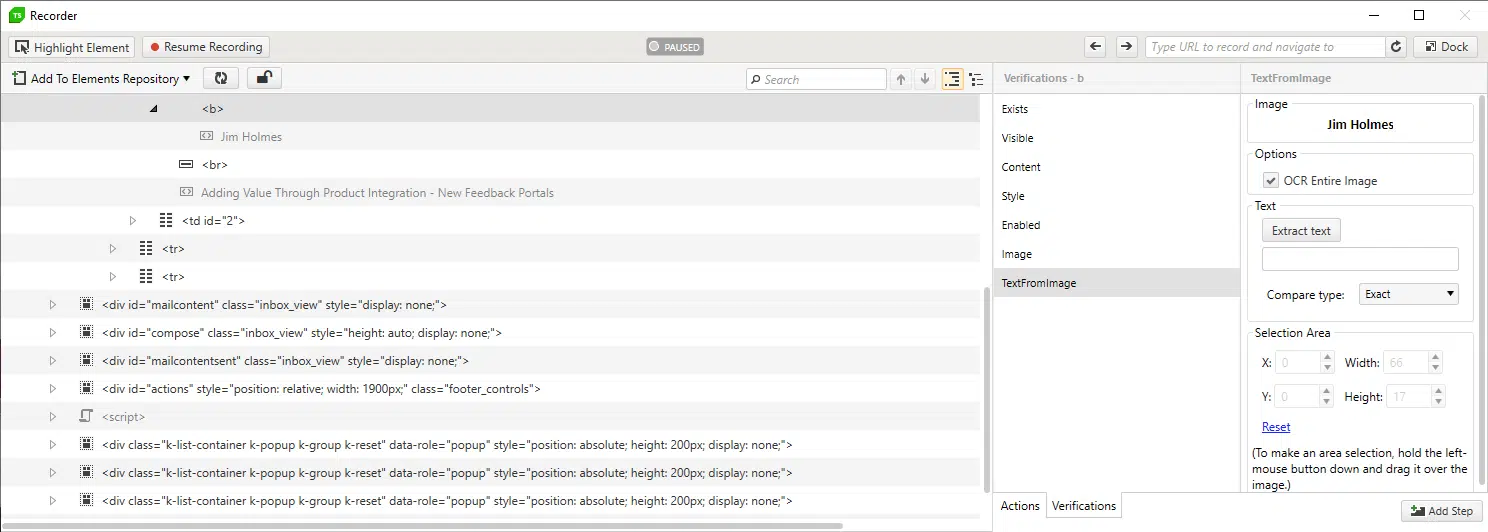 TS Recorder
Highlight Element Resume Recording PAUSED Type URL to record and navigate to Dock
Add To Elements Repository Search Verifications - b TextFromImage
<b>
Jim Holmes
<br>
Adding Value Through Product Integration - New Feedback Portals
<td id="2">
<tr>
<tr>
<div id="mailcontent" class="inbox_view" style="display: none;">
<div id="compose" class="inbox_view" style="height: auto; display: none;">
<div id="mailcontentsent" class="inbox_view" style="display: none;">
<div id="actions" style="position: relative; width: 1900px;" class="footer_controls">
<script>
<div class="k-list-container k-popup k-group k-reset" data-role="popup" style="position: absolute; height: 200px; display: none;">
<div class="k-list-container k-popup k-group k-reset" data-role="popup" style="position: absolute; height: 200px; display: none;">
<div class="k-list-container k-popup k-group k-reset" data-role="popup" style="position: absolute; height: 200px; display: none;">
Exists
Visible
Content
Style
Enabled
Image
TextFromImage
Image
Jim Holmes
Options
OCR Entire Image
Text
Extract text
Compare type: Exact
Selection Area
X: 0 Width: 66
Y: 0 Height: 17
Reset
(To make an area selection, hold the left-
mouse button down and drag it over the
image.)
Actions Verifications Add Step